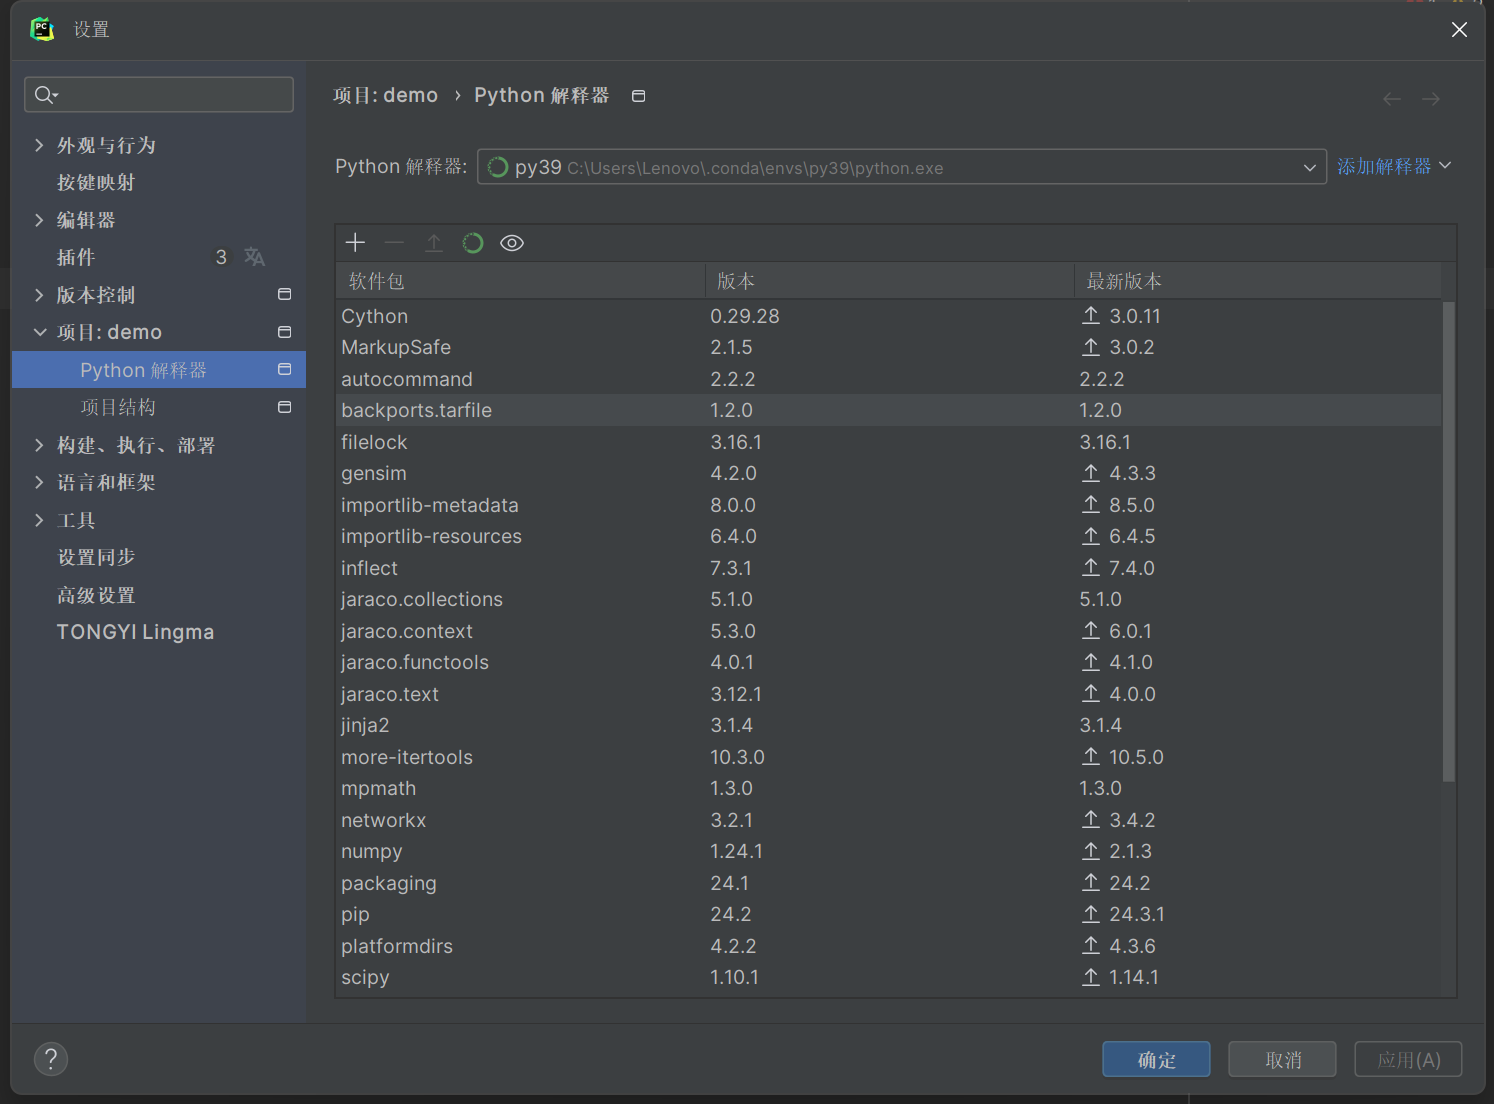 PC
设置
外观与行为
按键映射
编辑器
插件 3
版本控制
项目: demo
Python 解释器
项目结构
构建、执行、部署
语言和框架
工具
设置同步
高级设置
TONGYI Lingma
项目: demo › Python 解释器
Python 解释器: py39 C:\Users\Lenovo\.conda\envs\py39\python.exe 添加解释器
软件包 版本 最新版本
Cython 0.29.28 3.0.11
MarkupSafe 2.1.5 3.0.2
autocommand 2.2.2 2.2.2
backports.tarfile 1.2.0 1.2.0
filelock 3.16.1 3.16.1
gensim 4.2.0 4.3.3
importlib-metadata 8.0.0 8.5.0
importlib-resources 6.4.0 6.4.5
inflect 7.3.1 7.4.0
jaraco.collections 5.1.0 5.1.0
jaraco.context 5.3.0 6.0.1
jaraco.functools 4.0.1 4.1.0
jaraco.text 3.12.1 4.0.0
jinja2 3.1.4 3.1.4
more-itertools 10.3.0 10.5.0
mpmath 1.3.0 1.3.0
networkx 3.2.1 3.4.2
numpy 1.24.1 2.1.3
packaging 24.1 24.2
pip 24.2 24.3.1
platformdirs 4.2.2 4.3.6
scipy 1.10.1 1.14.1
? 确定 取消 应用(A)